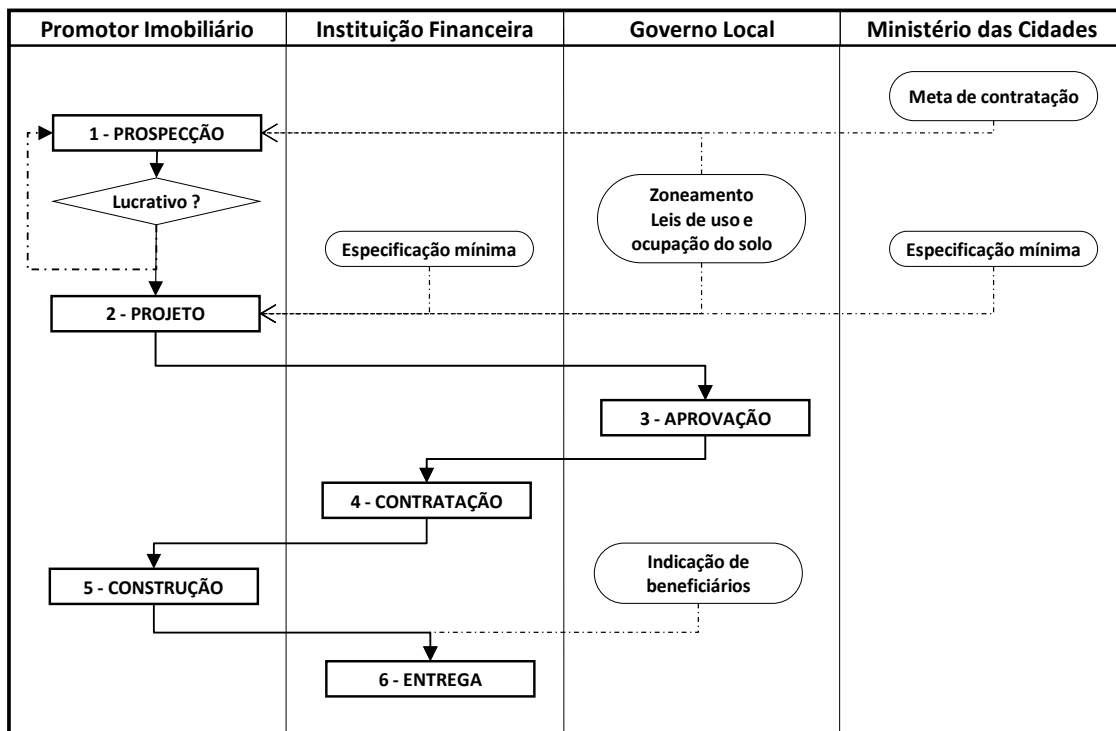 Promotor Imobiliário
Instituição Financeira
Governo Local
Ministério das Cidades
Meta de contratação
1 - PROSPECÇÃO
Lucrativo ?
Zoneamento
Leis de uso e
ocupação do solo
Especificação mínima
Especificação mínima
2 - PROJETO
3 - APROVAÇÃO
4 - CONTRATAÇÃO
Indicação de
beneficiários
5 - CONSTRUÇÃO
6 - ENTREGA